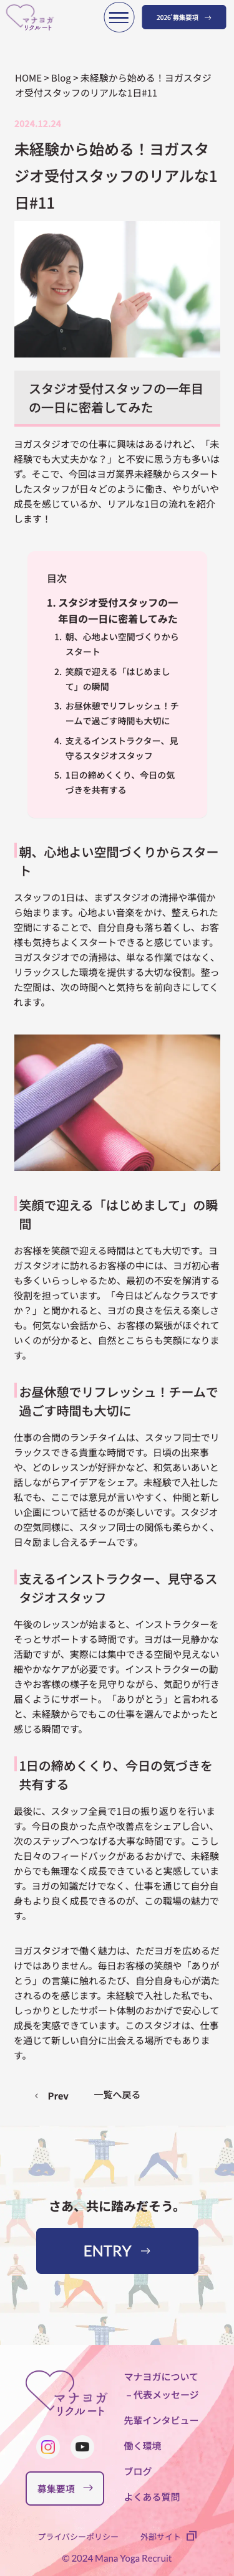 マナヨガ
リクルート
2026'募集要項 →
HOME > Blog > 未経験から始める！ヨガスタジ
オ受付スタッフのリアルな1日#11
2024.12.24
未経験から始める！ヨガスタ
ジオ受付スタッフのリアルな1
日#11
スタジオ受付スタッフの一年目
の一日に密着してみた
ヨガスタジオでの仕事に興味はあるけれど、「未
経験でも大丈夫かな？」と不安に思う方も多いは
ず。そこで、今回はヨガ業界未経験からスタート
したスタッフが日々どのように働き、やりがいや
成長を感じているか、リアルな1日の流れを紹介
します！
目次
1. スタジオ受付スタッフの一
年目の一日に密着してみた
1. 朝、心地よい空間づくりから
スタート
2. 笑顔で迎える「はじめまし
て」の瞬間
3. お昼休憩でリフレッシュ！チ
ームで過ごす時間も大切に
4. 支えるインストラクター、見
守るスタジオスタッフ
5. 1日の締めくくり、今日の気
づきを共有する
朝、心地よい空間づくりからスター
ト
スタッフの1日は、まずスタジオの清掃や準備か
ら始まります。心地よい音楽をかけ、整えられた
空間にすることで、自分自身も落ち着くし、お客
様も気持ちよくスタートできると感じています。
ヨガスタジオでの清掃は、単なる作業ではなく、
リラックスした環境を提供する大切な役割。整っ
た空間は、次の時間へと気持ちを前向きにしてく
れます。
笑顔で迎える「はじめまして」の瞬
間
お客様を笑顔で迎える時間はとても大切です。ヨ
ガスタジオに訪れるお客様の中には、ヨガ初心者
も多くいらっしゃるため、最初の不安を解消する
役割を担っています。「今日はどんなクラスです
か？」と聞かれると、ヨガの良さを伝える楽しさ
も。何気ない会話から、お客様の緊張がほぐれて
いくのが分かると、自然とこちらも笑顔になりま
す。
お昼休憩でリフレッシュ！チームで
過ごす時間も大切に
仕事の合間のランチタイムは、スタッフ同士でリ
ラックスできる貴重な時間です。日頃の出来事
や、どのレッスンが好評かなど、和気あいあいと
話しながらアイデアをシェア。未経験で入社した
私でも、ここでは意見が言いやすく、仲間と新し
い企画について話せるのが楽しいです。スタジオ
の空気同様に、スタッフ同士の関係も柔らかく、
日々励まし合えるチームです。
支えるインストラクター、見守るス
タジオスタッフ
午後のレッスンが始まると、インストラクターを
そっとサポートする時間です。ヨガは一見静かな
活動ですが、実際には集中できる空間や見えない
細やかなケアが必要です。インストラクターの動
きやお客様の様子を見守りながら、気配りが行き
届くようにサポート。「ありがとう」と言われる
と、未経験からでもこの仕事を選んでよかったと
感じる瞬間です。
1日の締めくくり、今日の気づきを
共有する
最後に、スタッフ全員で1日の振り返りを行いま
す。今日の良かった点や改善点をシェアし合い、
次のステップへつなげる大事な時間です。こうし
た日々のフィードバックがあるおかげで、未経験
からでも無理なく成長できていると実感していま
す。ヨガの知識だけでなく、仕事を通じて自分自
身もより良く成長できるのが、この職場の魅力で
す。
ヨガスタジオで働く魅力は、ただヨガを広めるだ
けではありません。毎日お客様の笑顔や「ありが
とう」の言葉に触れるたび、自分自身も心が満た
されるのを感じます。未経験で入社した私でも、
しっかりとしたサポート体制のおかげで安心して
成長を実感できています。このスタジオは、仕事
を通じて新しい自分に出会える場所でもありま
す。
‹ Prev 一覧へ戻る
さあ、共に踏みだそう。
ENTRY →
マナヨガ
リクルート
募集要項 →
マナヨガについて
– 代表メッセージ
先輩インタビュー
働く環境
ブログ
よくある質問
プライバシーポリシー 外部サイト
© 2024 Mana Yoga Recruit